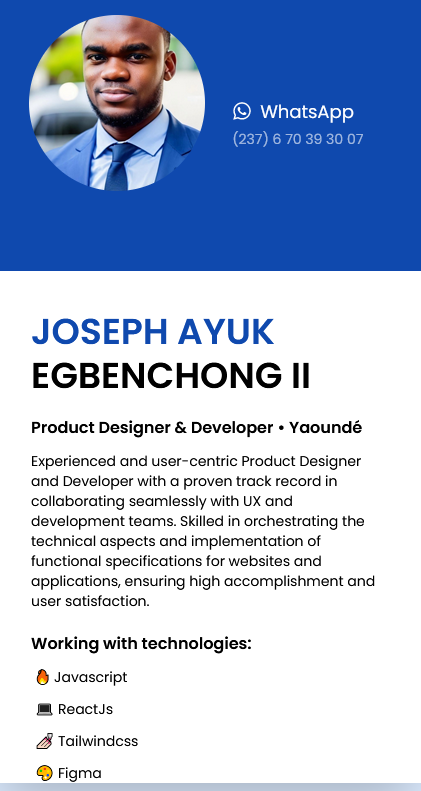 WhatsApp
(237) 6 70 39 30 07
JOSEPH AYUK
EGBENCHONG II
Product Designer & Developer • Yaoundé
Experienced and user-centric Product Designer
and Developer with a proven track record in
collaborating seamlessly with UX and
development teams. Skilled in orchestrating the
technical aspects and implementation of
functional specifications for websites and
applications, ensuring high accomplishment and
user satisfaction.
Working with technologies:
🔥 Javascript
💻 ReactJs
💅🏻 Tailwindcss
🎨 Figma